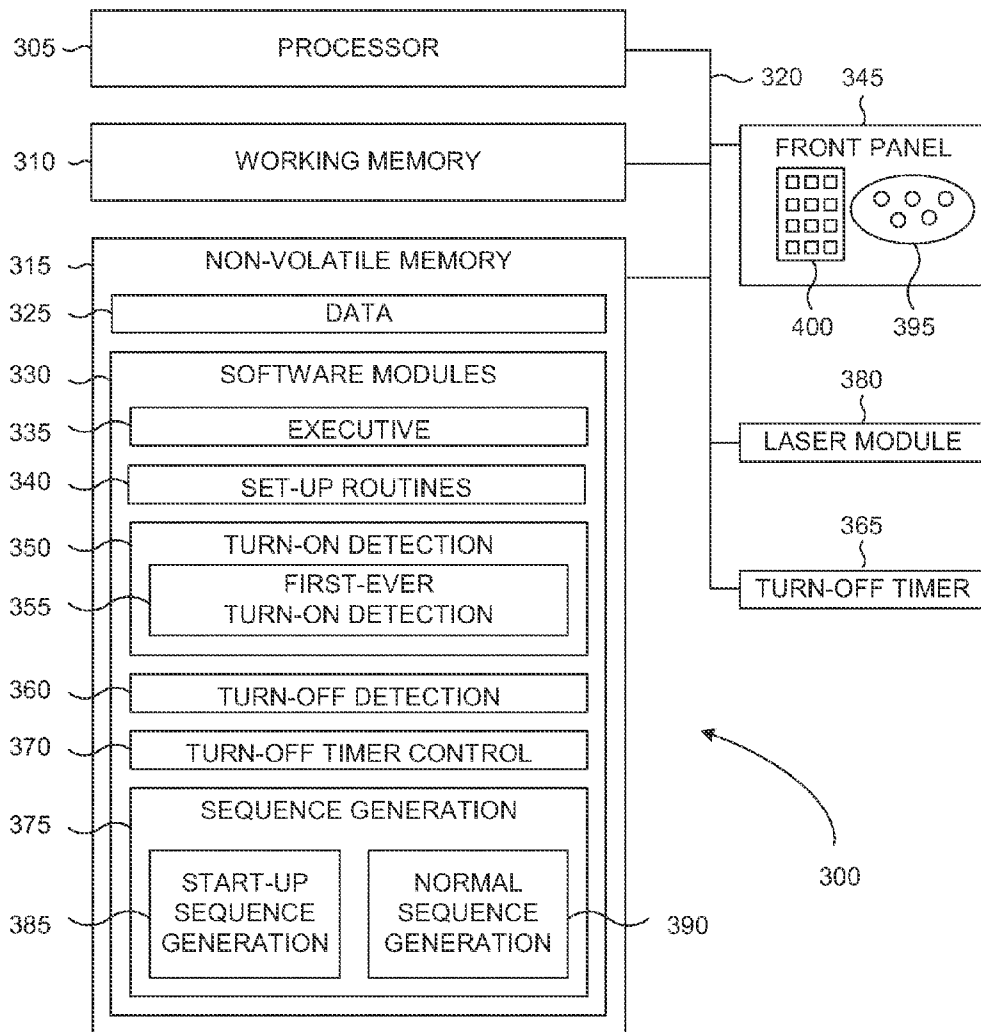 305
PROCESSOR
320
345
FRONT PANEL
310
WORKING MEMORY
400
395
315
NON-VOLATILE MEMORY
325
DATA
330
SOFTWARE MODULES
335
EXECUTIVE
380
LASER MODULE
340
SET-UP ROUTINES
350
TURN-ON DETECTION
355
FIRST-EVER
TURN-ON DETECTION
365
TURN-OFF TIMER
360
TURN-OFF DETECTION
370
TURN-OFF TIMER CONTROL
375
SEQUENCE GENERATION
385
START-UP
SEQUENCE
GENERATION
NORMAL
SEQUENCE
GENERATION
390
300